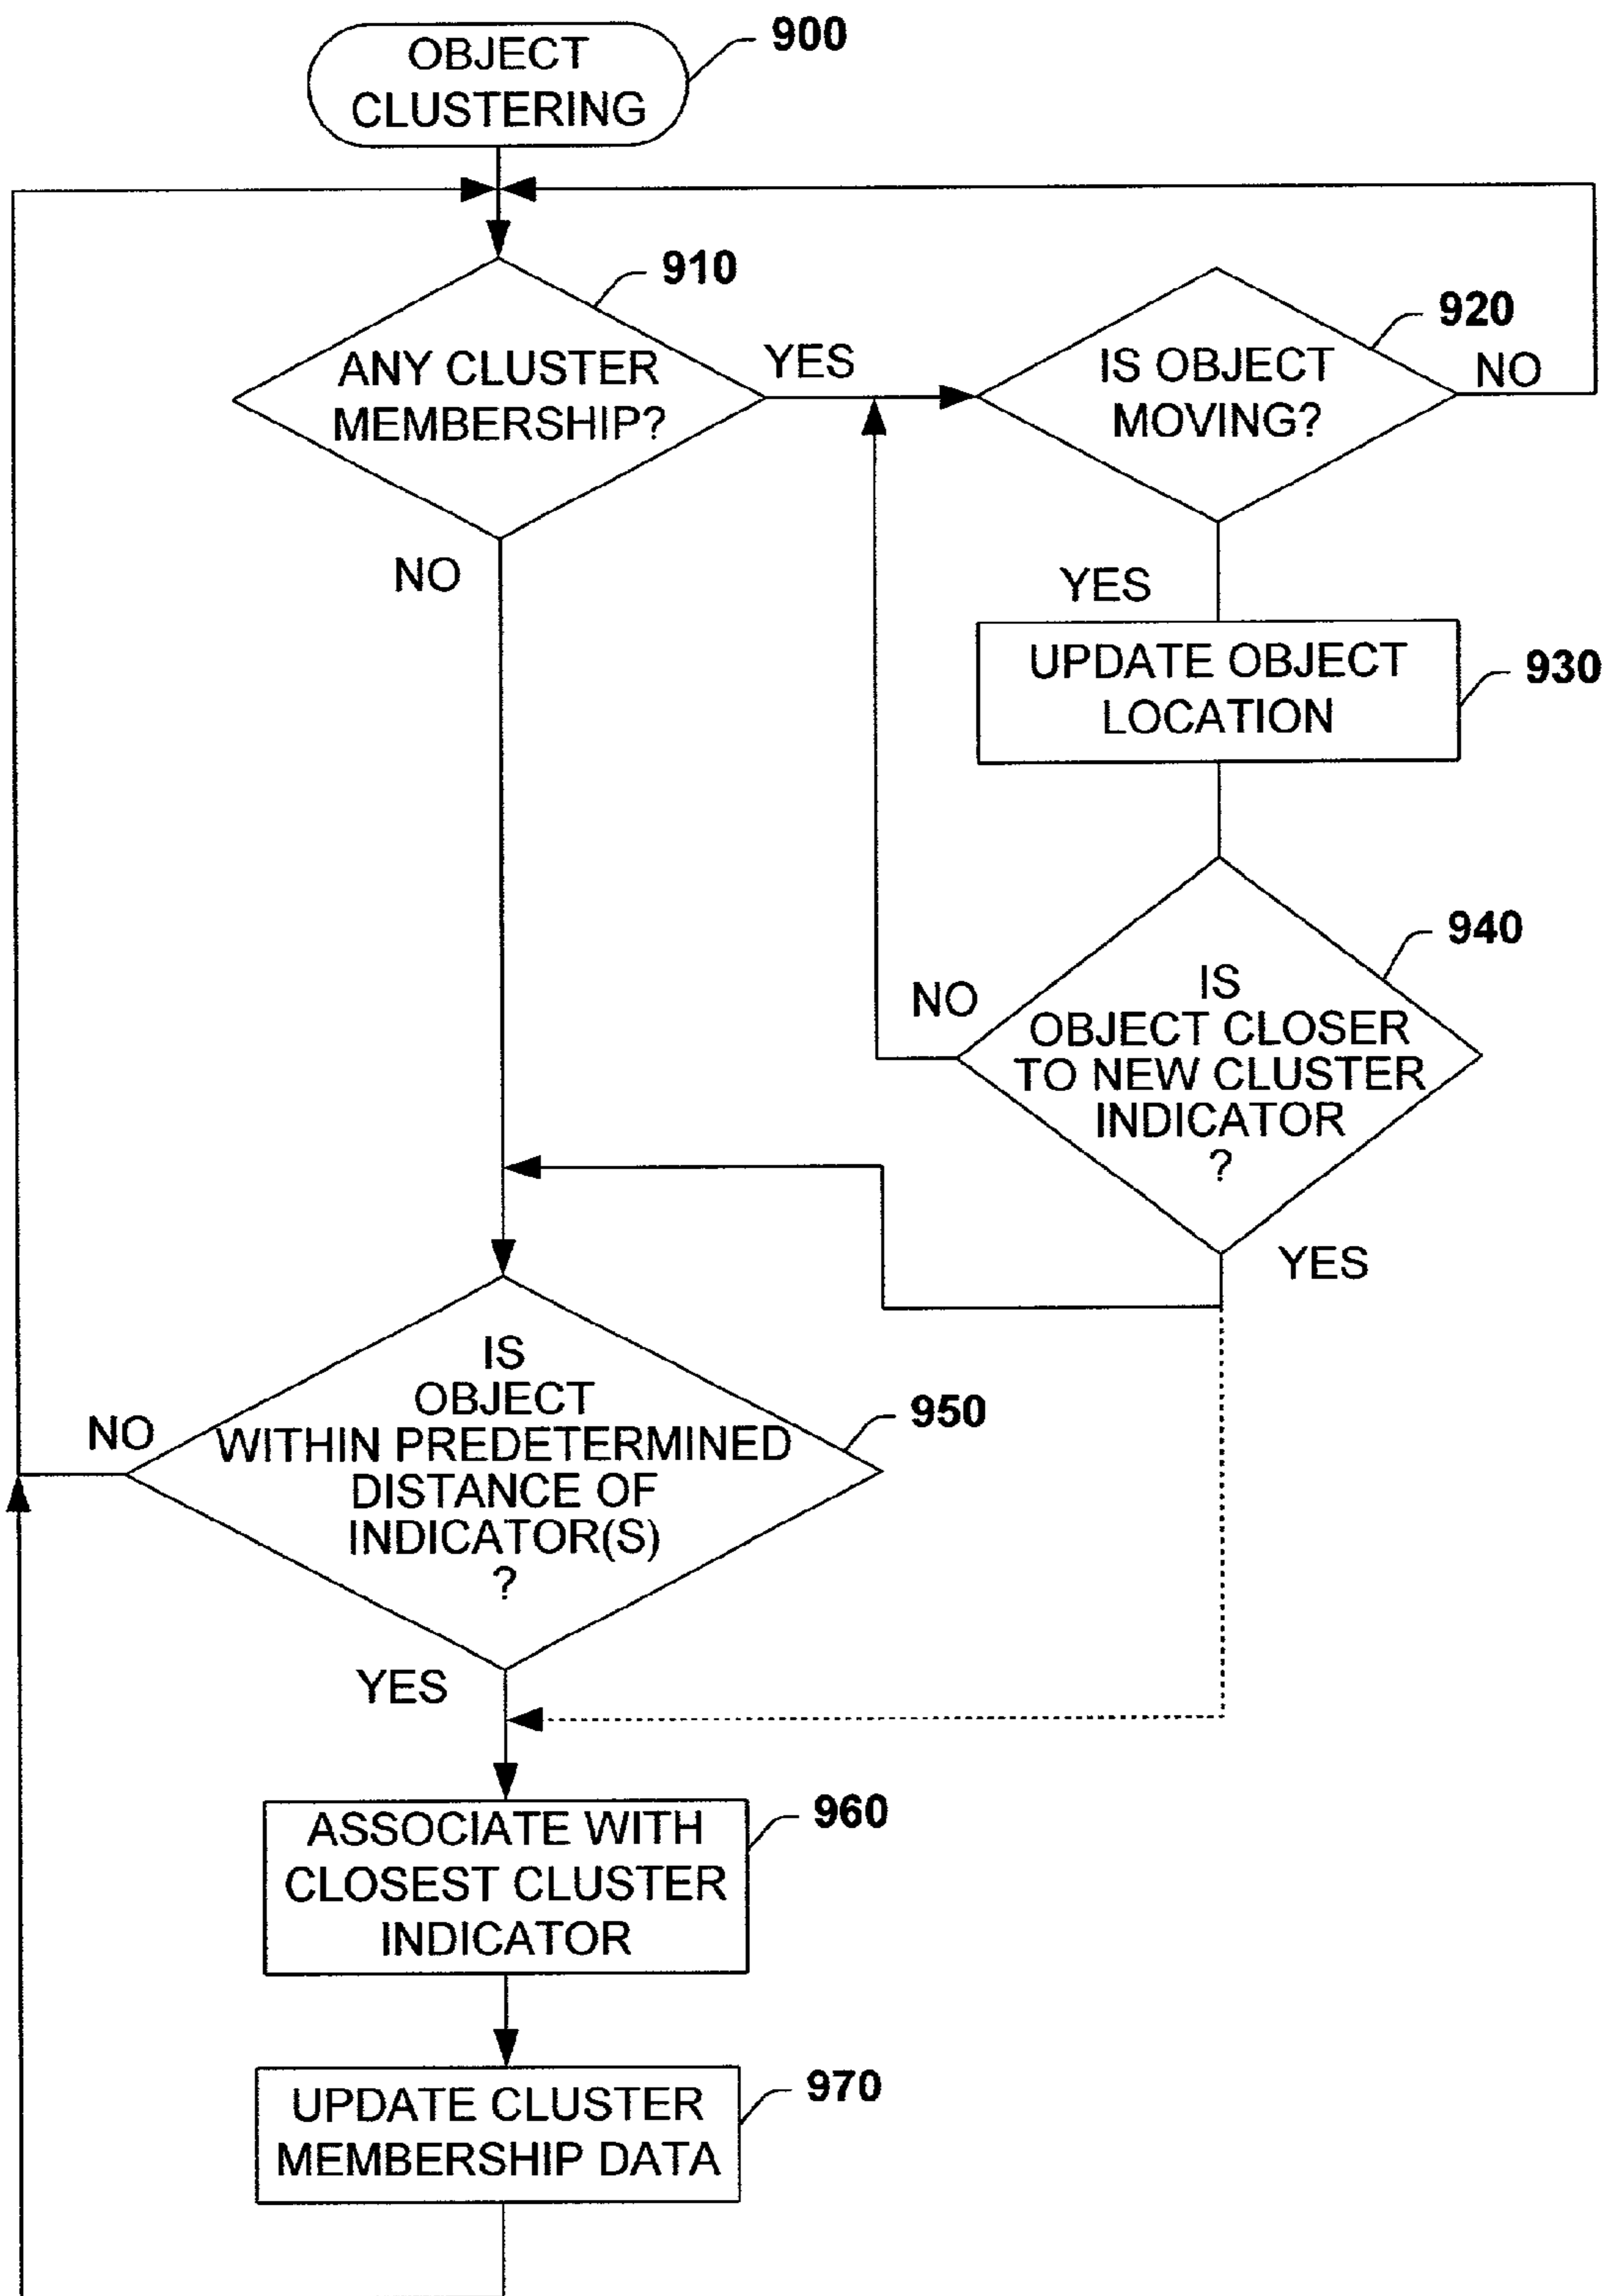 OBJECT
CLUSTERING
900
910
ANY CLUSTER
MEMBERSHIP?
YES
NO
920
IS OBJECT
MOVING?
NO
YES
UPDATE OBJECT
LOCATION
930
940
IS
OBJECT CLOSER
TO NEW CLUSTER
INDICATOR
?
NO
YES
950
IS
OBJECT
WITHIN PREDETERMINED
DISTANCE OF
INDICATOR(S)
?
NO
YES
ASSOCIATE WITH
CLOSEST CLUSTER
INDICATOR
960
UPDATE CLUSTER
MEMBERSHIP DATA
970